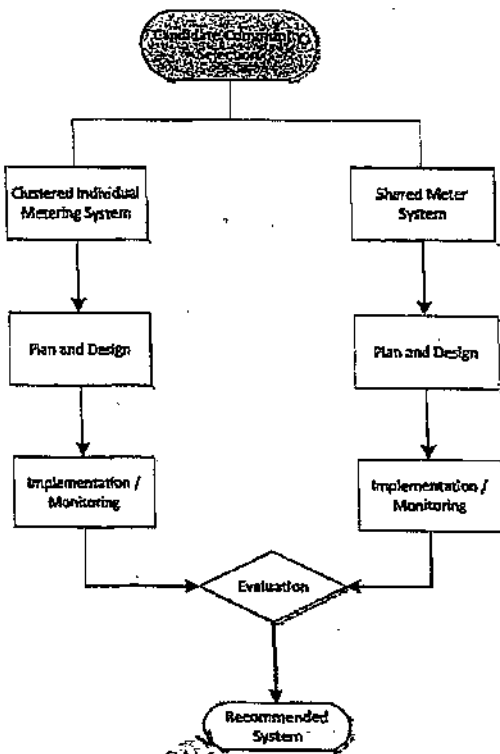 Candidate Community
Selection
Clustered Individual
Metering System
Shared Meter
System
Plan and Design
Plan and Design
Implementation /
Monitoring
Implementation /
Monitoring
Evaluation
Recommended
System